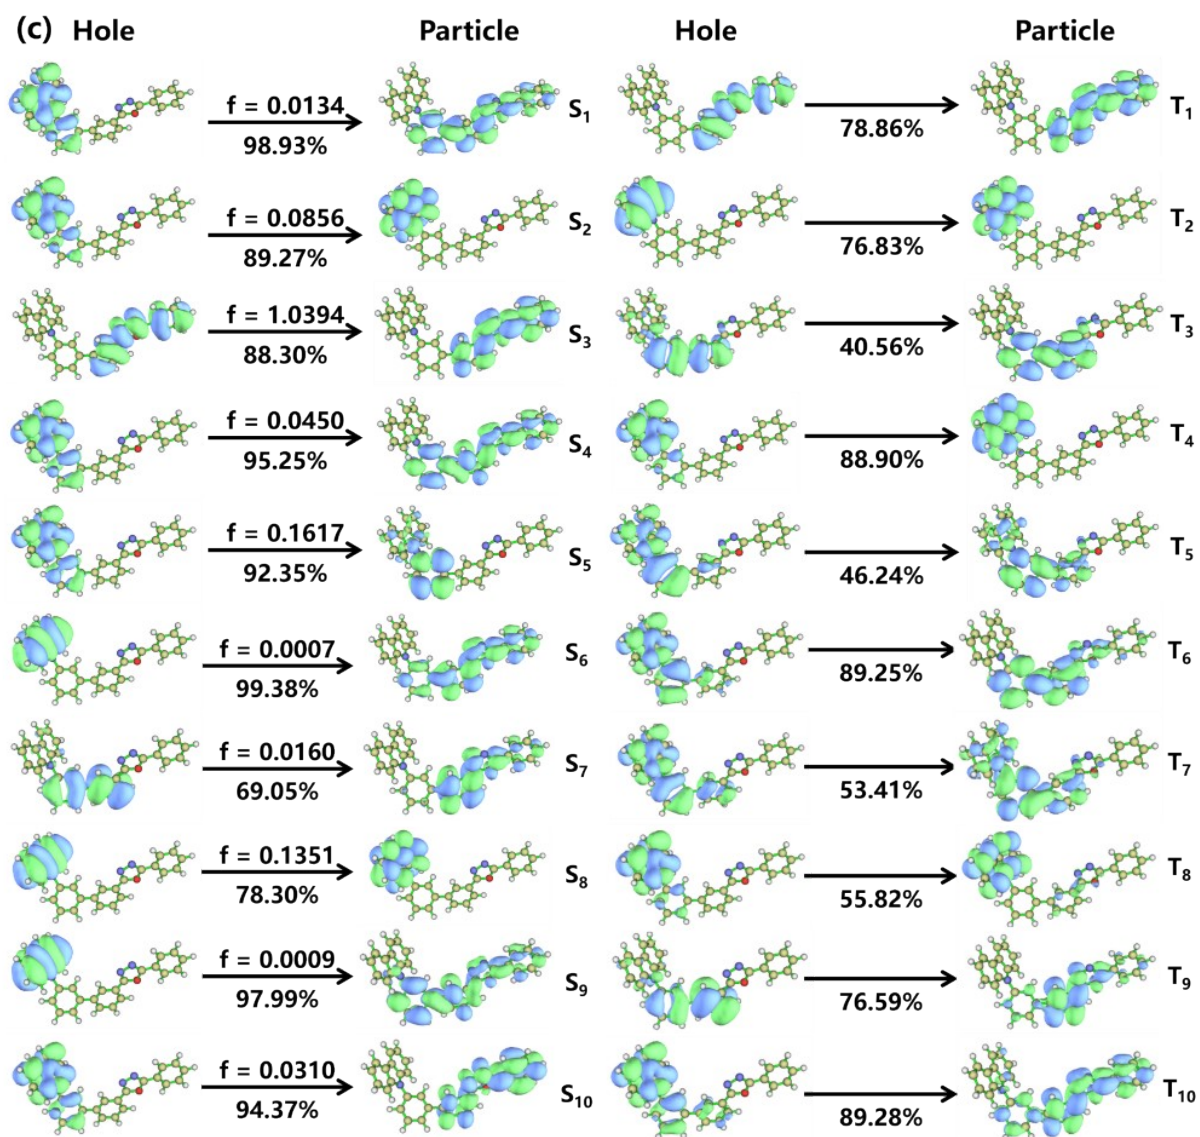 (c) Hole Particle Hole Particle
f = 0.0134 S1 T1
98.93% 78.86%
f = 0.0856 S2 T2
89.27% 76.83%
f = 1.0394 S3 T3
88.30% 40.56%
f = 0.0450 S4 T4
95.25% 88.90%
f = 0.1617 S5 T5
92.35% 46.24%
f = 0.0007 S6 T6
99.38% 89.25%
f = 0.0160 S7 T7
69.05% 53.41%
f = 0.1351 S8 T8
78.30% 55.82%
f = 0.0009 S9 T9
97.99% 76.59%
f = 0.0310 S10 T10
94.37% 89.28%